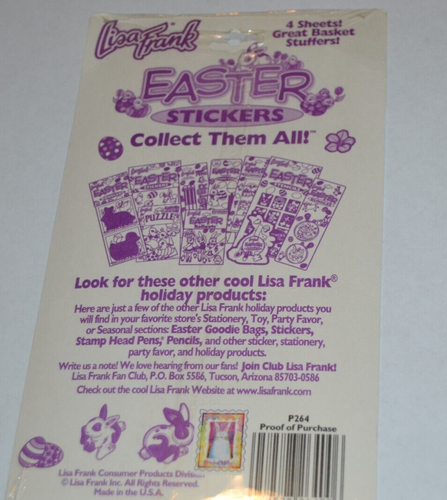 Lisa Frank®
4 Sheets!
Great Basket
Stuffers!
EASTER
STICKERS
Collect Them All!™
EASTER
PUZZLE
Look for these other cool Lisa Frank®
holiday products:
Here are just a few of the other Lisa Frank holiday products you
will find in your favorite store's Stationery, Toy, Party Favor,
or Seasonal sections: Easter Goodie Bags, Stickers,
Stamp Head Pens, Pencils, and other sticker, stationery,
party favor, and holiday products.
Write us a note! We love hearing from our fans! Join Club Lisa Frank!
Lisa Frank Fan Club, P.O. Box 5586, Tucson, Arizona 85703-0586
Check out the cool Lisa Frank Website at www.lisafrank.com
P264
Proof of Purchase
Lisa Frank Consumer Products Division
© Lisa Frank Inc. All Rights Reserved.
Made in the U.S.A.